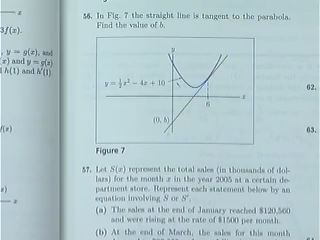 x
3f(x).
, y = g(x), and
(x) and y = g(x)
l h(1) and h′(1)
f(x)
x)
x
56. In Fig. 7 the straight line is tangent to the parabola.
Find the value of b.
y
y = ½x² − 4x + 10
x
6
(0, b)
Figure 7
57. Let S(x) represent the total sales (in thousands of dol-
lars) for the month x in the year 2005 at a certain de-
partment store. Represent each statement below by an
equation involving S or S′.
(a) The sales at the end of January reached $120,560
and were rising at the rate of $1500 per month.
(b) At the end of March, the sales for this month
62.
63.